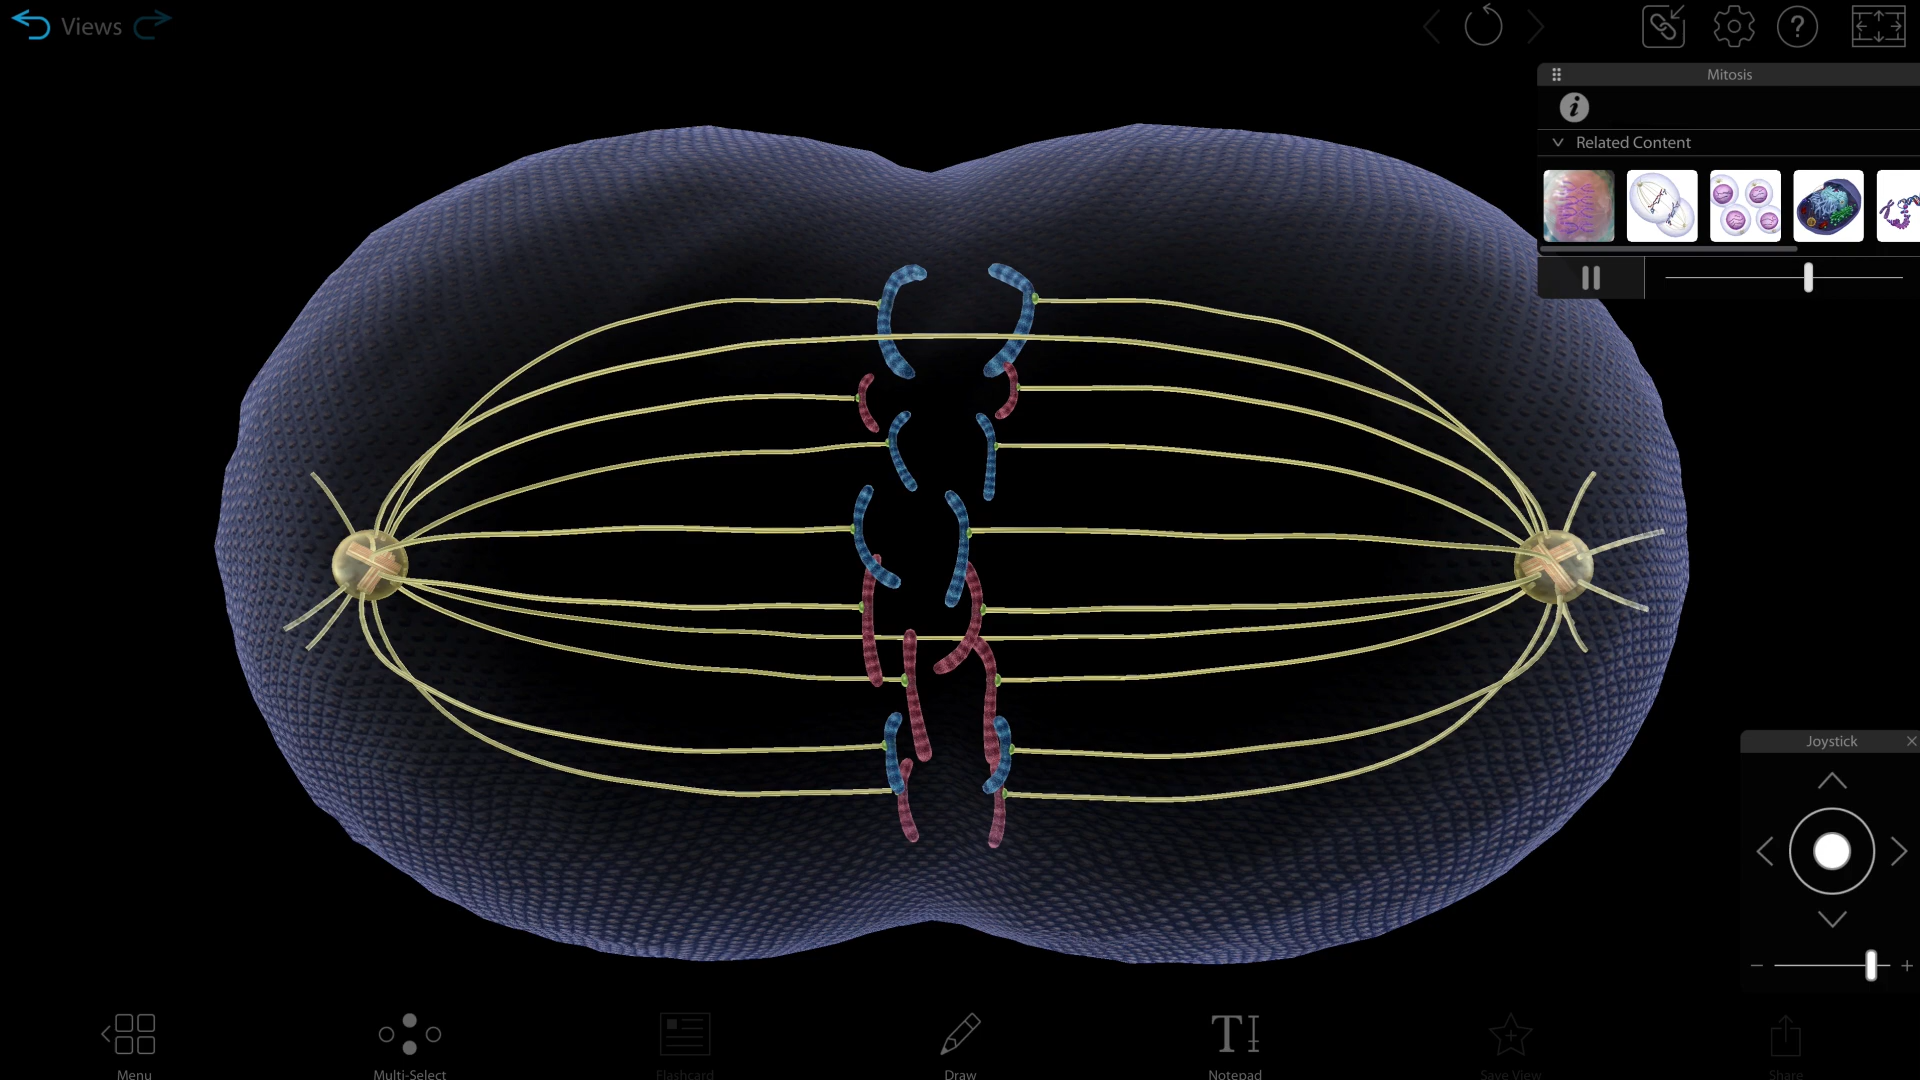 Views
Mitosis
Related Content
Joystick
Menu
Multi-Select
Flashcard
Draw
Notepad
Save View
Share